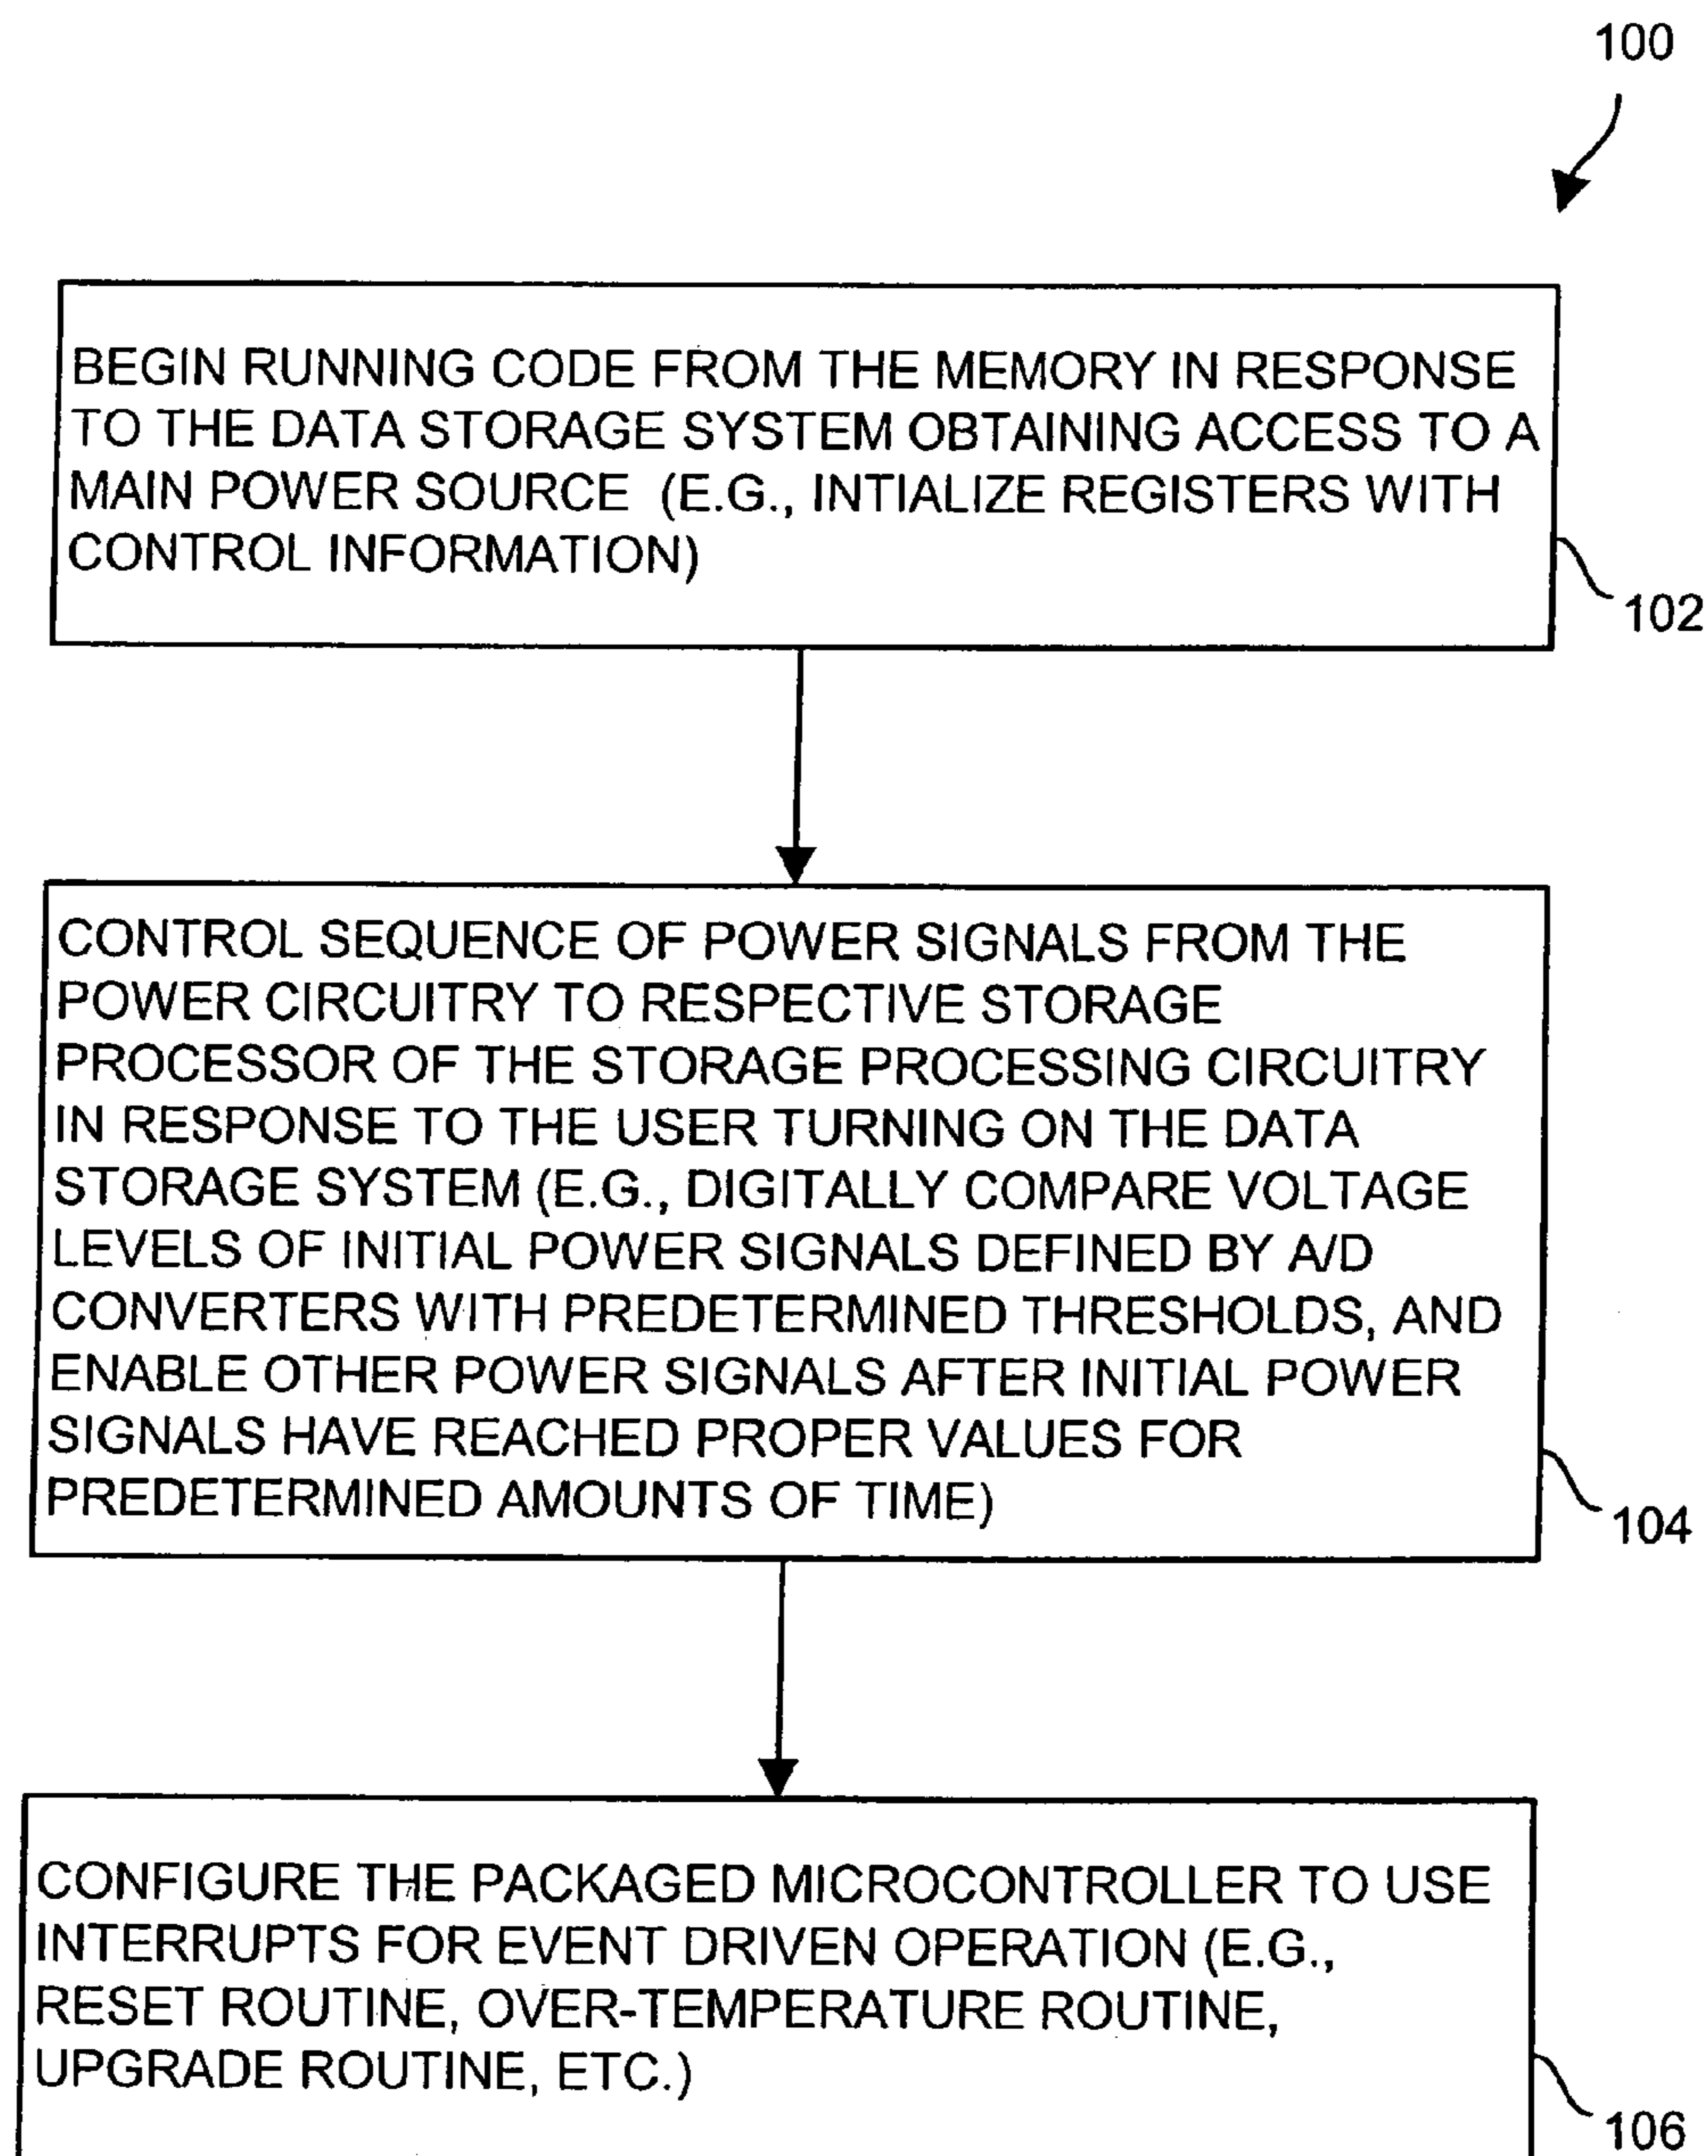 100
BEGIN RUNNING CODE FROM THE MEMORY IN RESPONSE
TO THE DATA STORAGE SYSTEM OBTAINING ACCESS TO A
MAIN POWER SOURCE (E.G., INTIALIZE REGISTERS WITH
CONTROL INFORMATION)
102
CONTROL SEQUENCE OF POWER SIGNALS FROM THE
POWER CIRCUITRY TO RESPECTIVE STORAGE
PROCESSOR OF THE STORAGE PROCESSING CIRCUITRY
IN RESPONSE TO THE USER TURNING ON THE DATA
STORAGE SYSTEM (E.G., DIGITALLY COMPARE VOLTAGE
LEVELS OF INITIAL POWER SIGNALS DEFINED BY A/D
CONVERTERS WITH PREDETERMINED THRESHOLDS, AND
ENABLE OTHER POWER SIGNALS AFTER INITIAL POWER
SIGNALS HAVE REACHED PROPER VALUES FOR
PREDETERMINED AMOUNTS OF TIME)
104
CONFIGURE THE PACKAGED MICROCONTROLLER TO USE
INTERRUPTS FOR EVENT DRIVEN OPERATION (E.G.,
RESET ROUTINE, OVER-TEMPERATURE ROUTINE,
UPGRADE ROUTINE, ETC.)
106